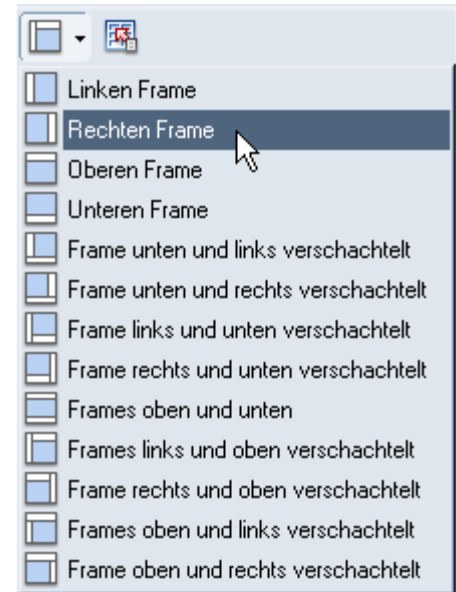 Linken Frame
Rechten Frame
Oberen Frame
Unteren Frame
Frame unten und links verschachtelt
Frame unten und rechts verschachtelt
Frame links und unten verschachtelt
Frame rechts und unten verschachtelt
Frames oben und unten
Frames links und oben verschachtelt
Frame rechts und oben verschachtelt
Frames oben und links verschachtelt
Frame oben und rechts verschachtelt